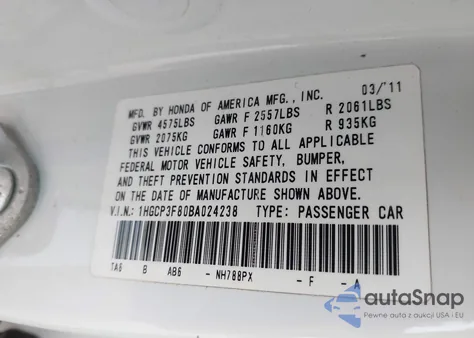 MFD. BY HONDA OF AMERICA MFG., INC. 03/'11
GVWR 4575LBS GAWR F 2557LBS R 2061LBS
GVWR 2075KG GAWR F 1160KG R 935KG
THIS VEHICLE CONFORMS TO ALL APPLICABLE
FEDERAL MOTOR VEHICLE SAFETY, BUMPER,
AND THEFT PREVENTION STANDARDS IN EFFECT
ON THE DATE OF MANUFACTURE SHOWN ABOVE.
V.I.N.: 1HGCP3F80BA024238 TYPE: PASSENGER CAR
TA6 B AB6 - NH788PX - F - A
autoSnap
Pewne auta z aukcji USA i EU